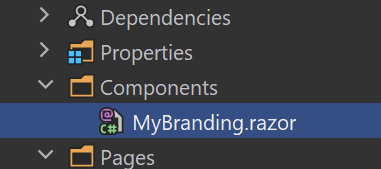 Dependencies
Properties
Components
@
C# MyBranding.razor
Pages